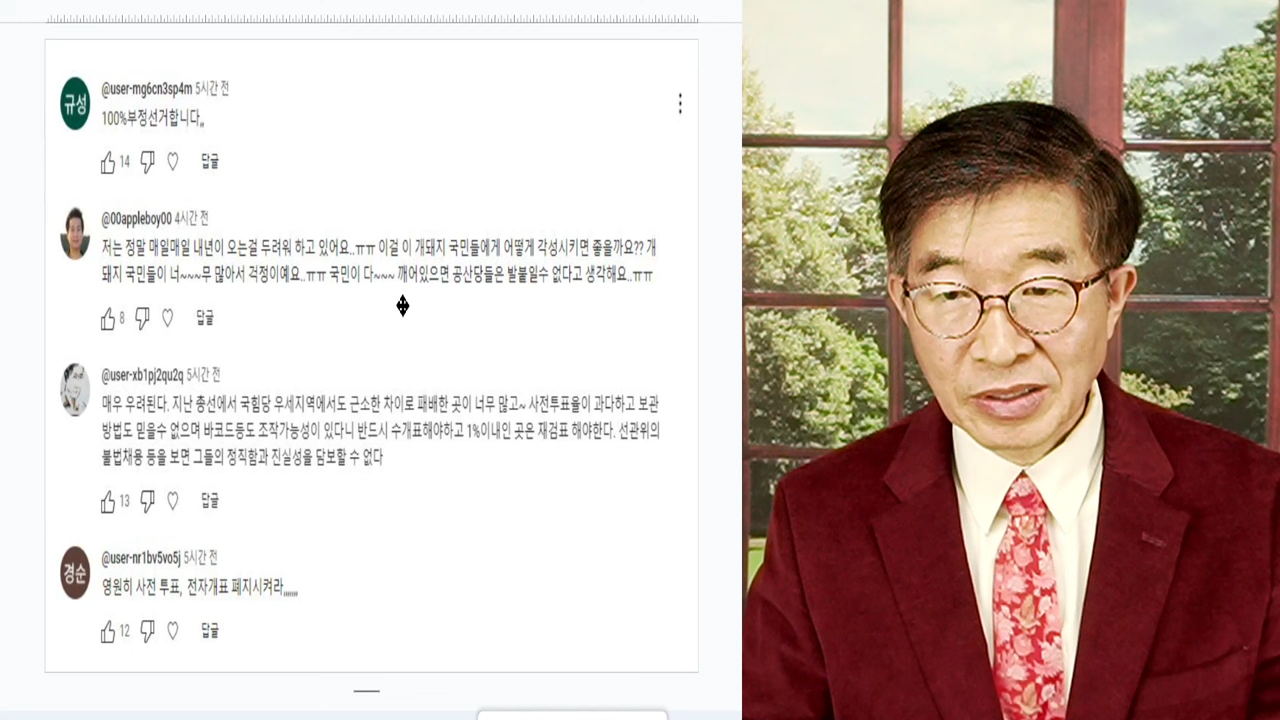 규성
@user-mg6cn3sp4m 5시간 전
100%부정선거합니다,,
14 답글
@00appleboy00 4시간 전
저는 정말 매일매일 내년이 오는걸 두려워 하고 있어요..ㅠㅠ 이걸 이 개돼지 국민들에게 어떻게 각성시키면 좋을까요?? 개
돼지 국민들이 너~~~무 많아서 걱정이예요..ㅠㅠ 국민이 다~~~ 깨어있으면 공산당들은 발붙일수 없다고 생각해요..ㅠㅠ
8 답글
@user-xb1pj2qu2q 5시간 전
매우 우려된다. 지난 총선에서 국힘당 우세지역에서도 근소한 차이로 패배한 곳이 너무 많고~ 사전투표율이 과다하고 보관
방법도 믿을수 없으며 바코드등도 조작가능성이 있다니 반드시 수개표해야하고 1%이내인 곳은 재검표 해야한다. 선관위의
불법채용 등을 보면 그들의 정직함과 진실성을 담보할 수 없다
13 답글
경순
@user-nr1bv5vo5j 5시간 전
영원히 사전 투표, 전자개표 폐지시켜라,,,,,,,
12 답글